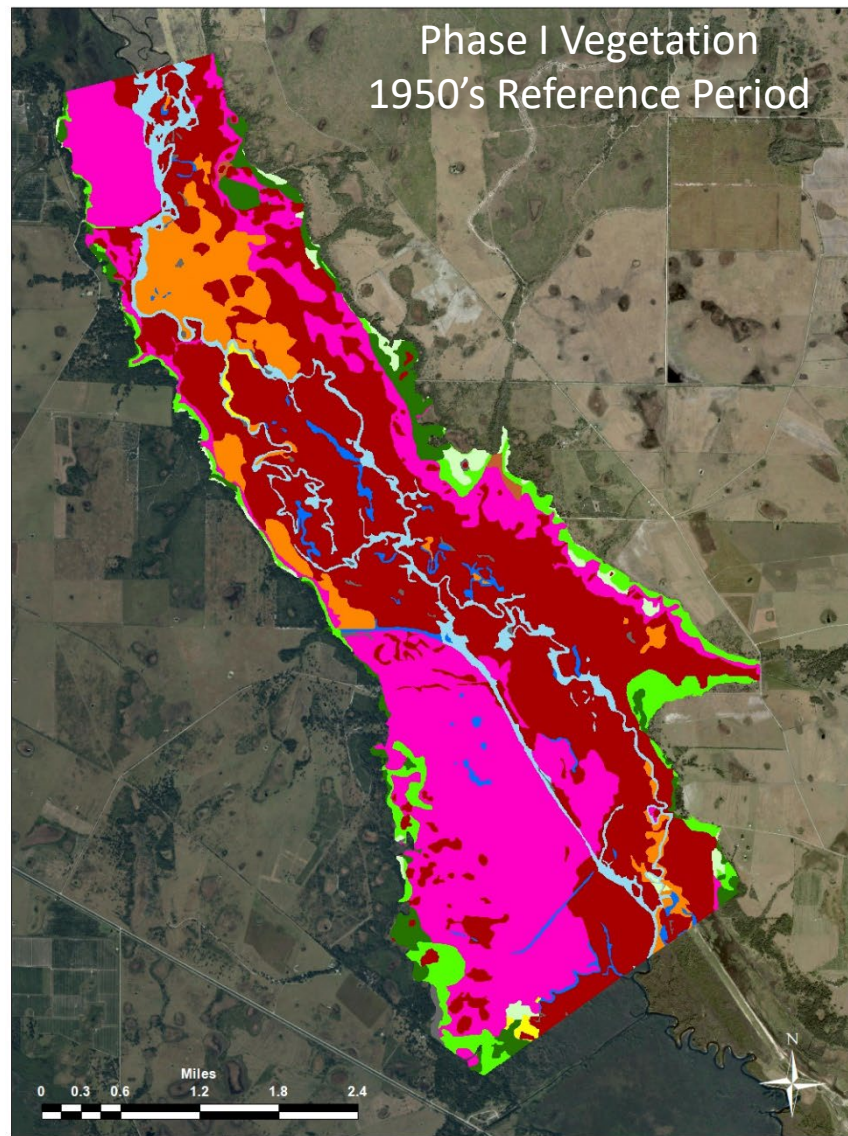 Phase I Vegetation
1950’s Reference Period
N
Miles
0 0.3 0.6 1.2 1.8 2.4